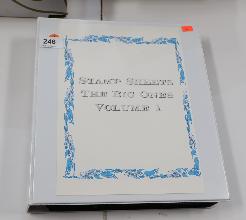 246
Stamp Sheets
The Big Ones
Volume 1